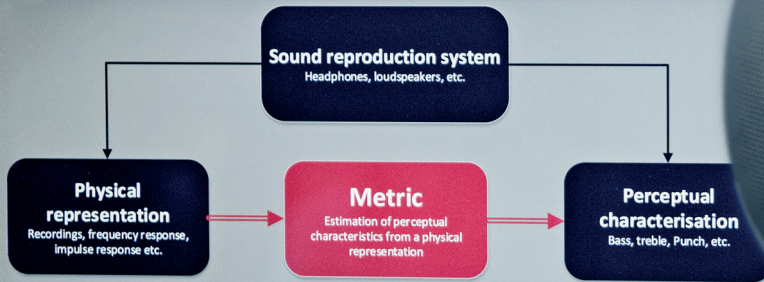 Sound reproduction system
Headphones, loudspeakers, etc.
Physical
representation
Recordings, frequency response,
impulse response etc.
Metric
Estimation of perceptual
characteristics from a physical
representation
Perceptual
characterisation
Bass, treble, Punch, etc.